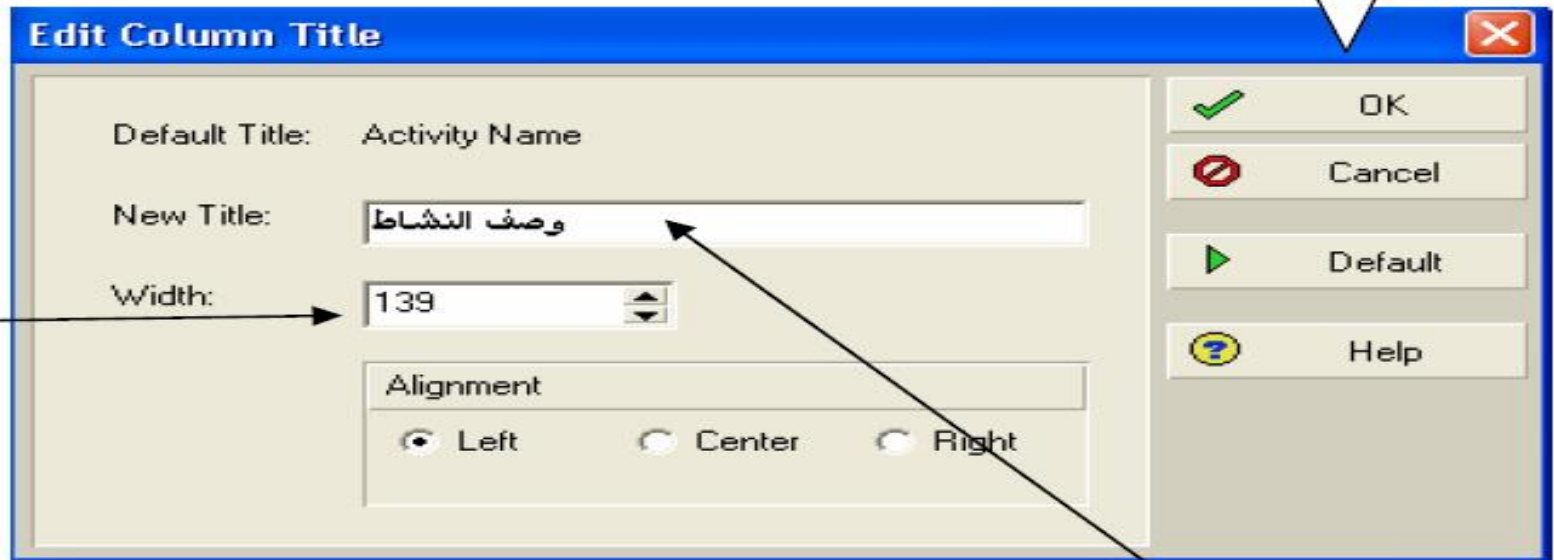 Edit Column Title
Default Title: Activity Name
New Title: وصف النشاط
Width: 139
Alignment
Left Center Right
OK
Cancel
Default
Help